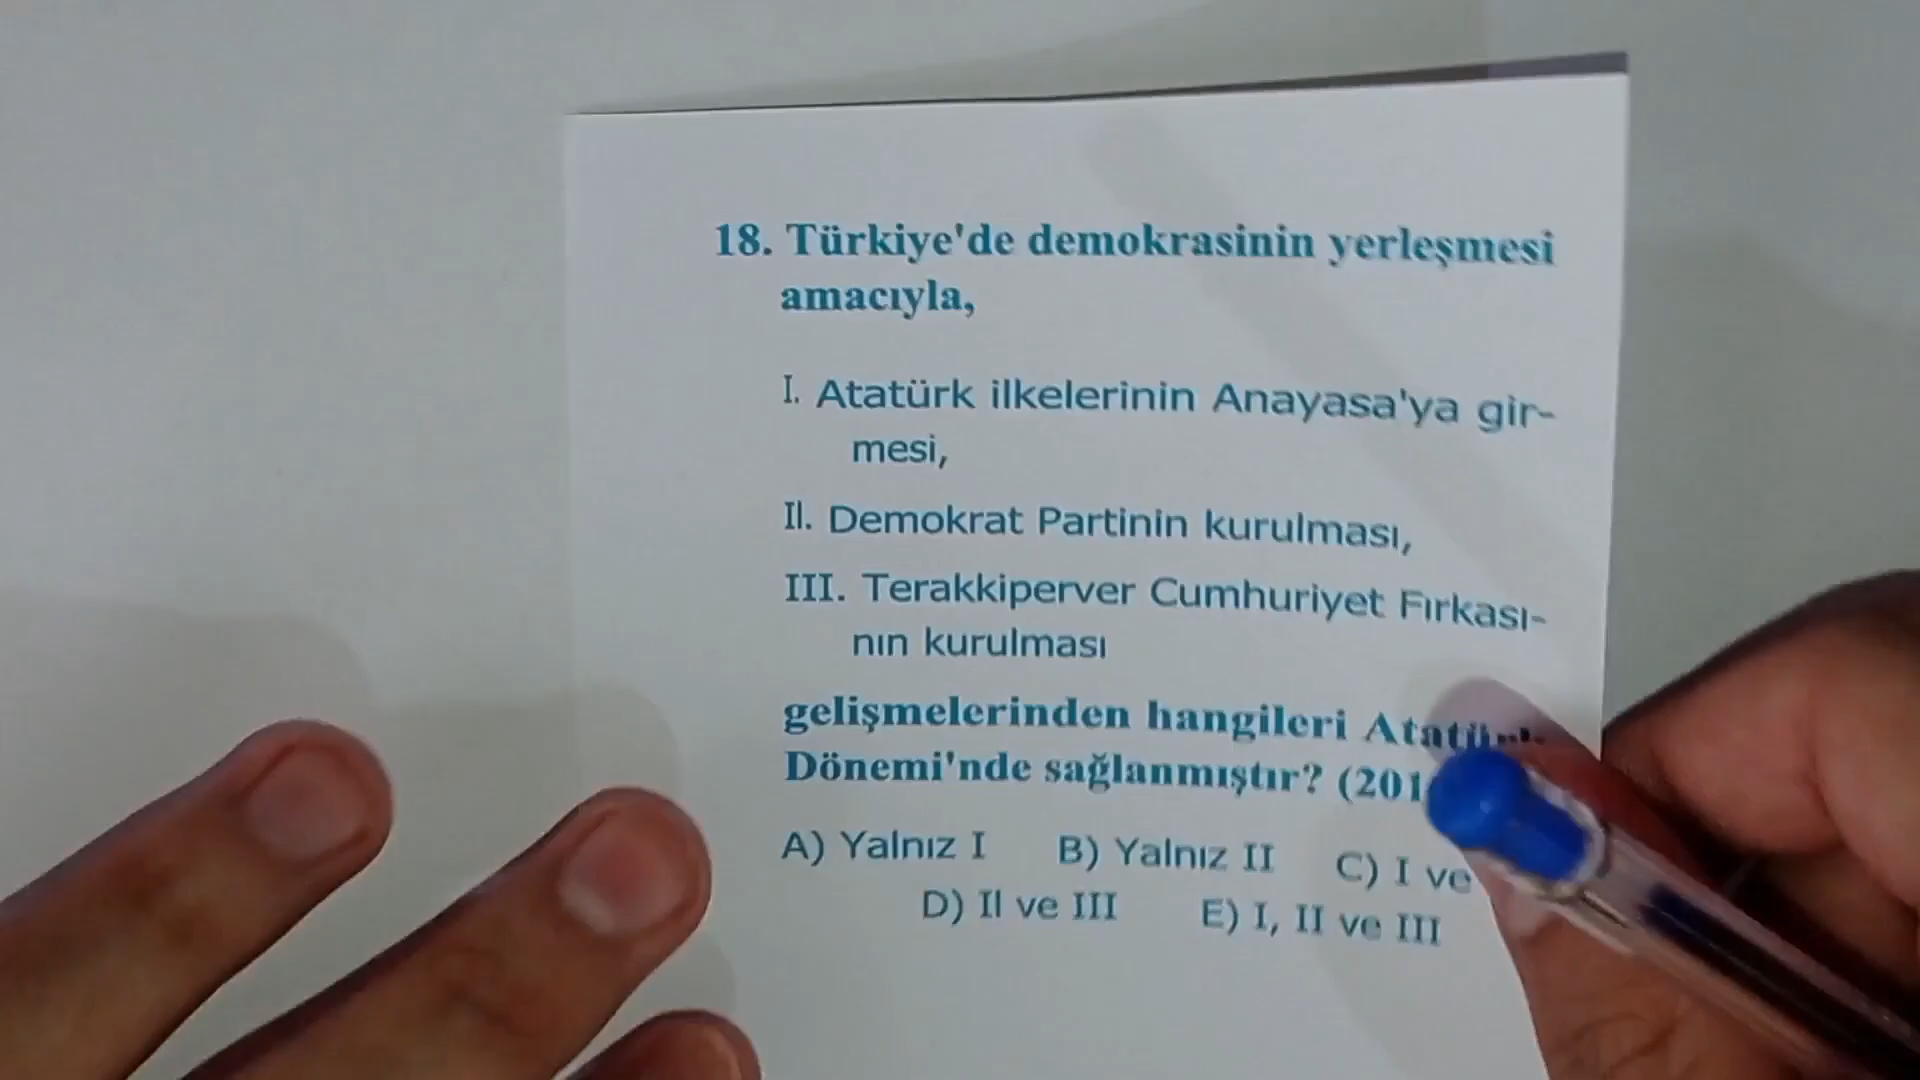 18. Türkiye'de demokrasinin yerleşmesi
amacıyla,
I. Atatürk ilkelerinin Anayasa'ya gir-
mesi,
II. Demokrat Partinin kurulması,
III. Terakkiperver Cumhuriyet Fırkası-
nın kurulması
gelişmelerinden hangileri
Dönemi'nde sağlanmıştır?
A) Yalnız I B) Yalnız II C) I ve
D) II ve III E) I, II ve III